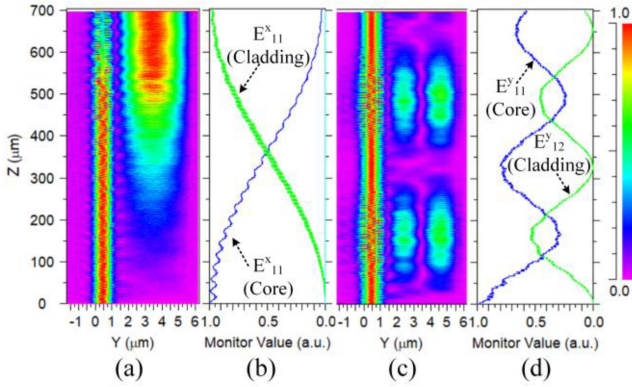 700
600
500
400
300
200
100
0
Z (μm)
-1 0 1 2 3 4 5 6
Y (μm)
(a)
E^x_11
(Cladding)
E^x_11
(Core)
1.0 0.5 0.0
Monitor Value (a.u.)
(b)
-1 0 1 2 3 4 5 6
Y (μm)
(c)
E^y_11
(Core)
E^y_12
(Cladding)
1.0 0.5 0.0
Monitor Value (a.u.)
(d)
1.0
0.0